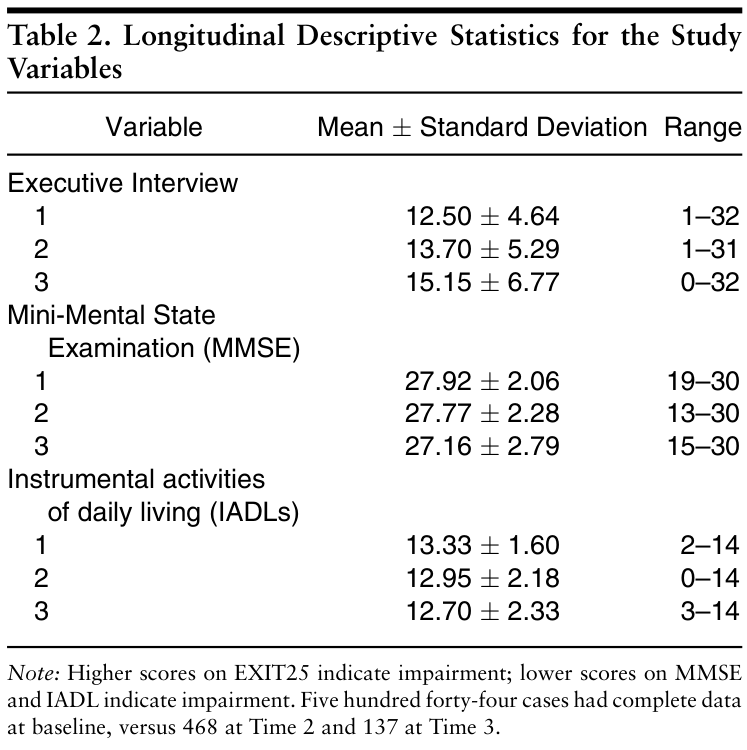 Table 2. Longitudinal Descriptive Statistics for the Study
Variables
Variable Mean ± Standard Deviation Range
Executive Interview
1 12.50 ± 4.64 1–32
2 13.70 ± 5.29 1–31
3 15.15 ± 6.77 0–32
Mini-Mental State
Examination (MMSE)
1 27.92 ± 2.06 19–30
2 27.77 ± 2.28 13–30
3 27.16 ± 2.79 15–30
Instrumental activities
of daily living (IADLs)
1 13.33 ± 1.60 2–14
2 12.95 ± 2.18 0–14
3 12.70 ± 2.33 3–14
Note: Higher scores on EXIT25 indicate impairment; lower scores on MMSE
and IADL indicate impairment. Five hundred forty-four cases had complete data
at baseline, versus 468 at Time 2 and 137 at Time 3.